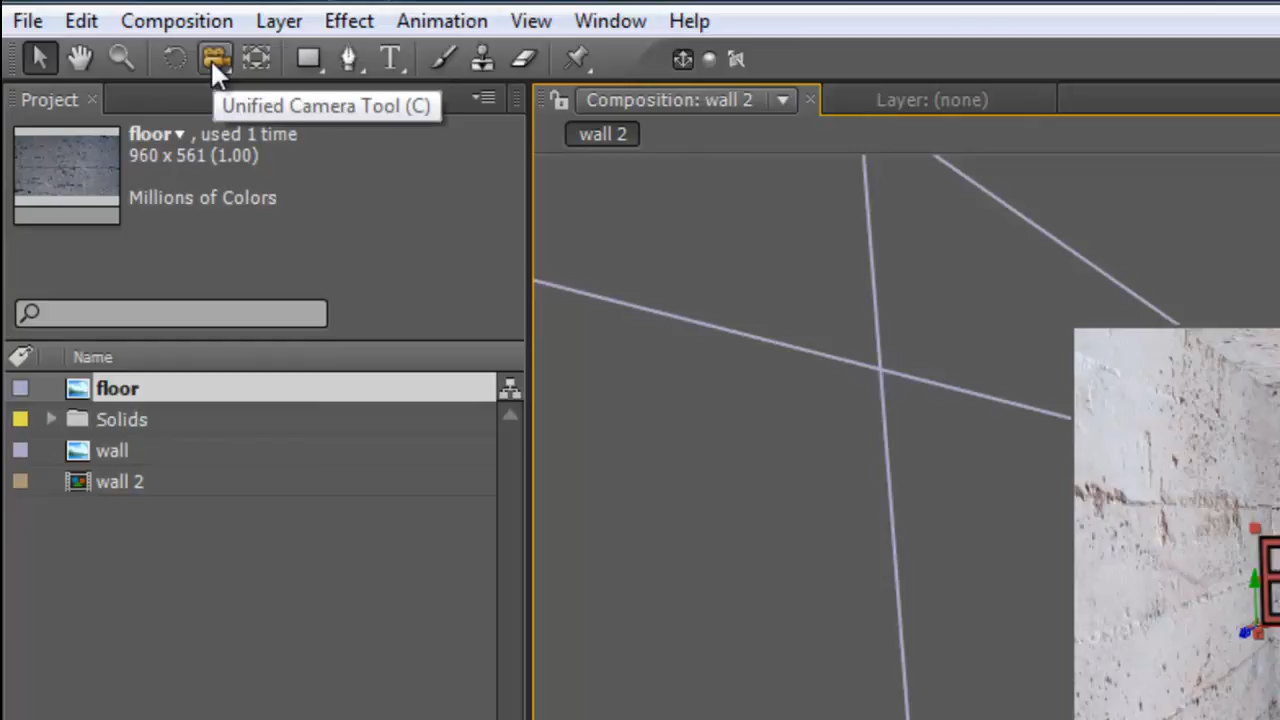 File Edit Composition Layer Effect Animation View Window Help
T
Unified Camera Tool (C)
Project
Composition: wall 2
Layer: (none)
floor , used 1 time
960 x 561 (1.00)
Millions of Colors
wall 2
Name
floor
Solids
wall
wall 2